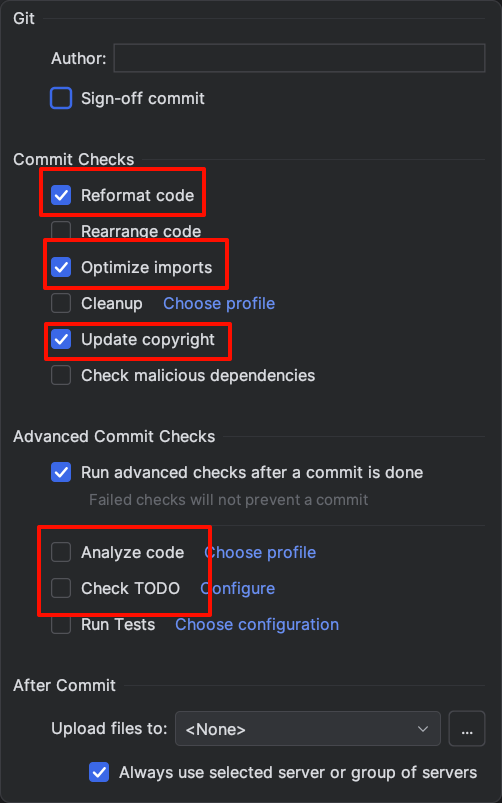 Git
Author:
Sign-off commit
Commit Checks
Reformat code
Rearrange code
Optimize imports
Cleanup Choose profile
Update copyright
Check malicious dependencies
Advanced Commit Checks
Run advanced checks after a commit is done
Failed checks will not prevent a commit
Analyze code Choose profile
Check TODO Configure
Run Tests Choose configuration
After Commit
Upload files to: <None> ...
Always use selected server or group of servers